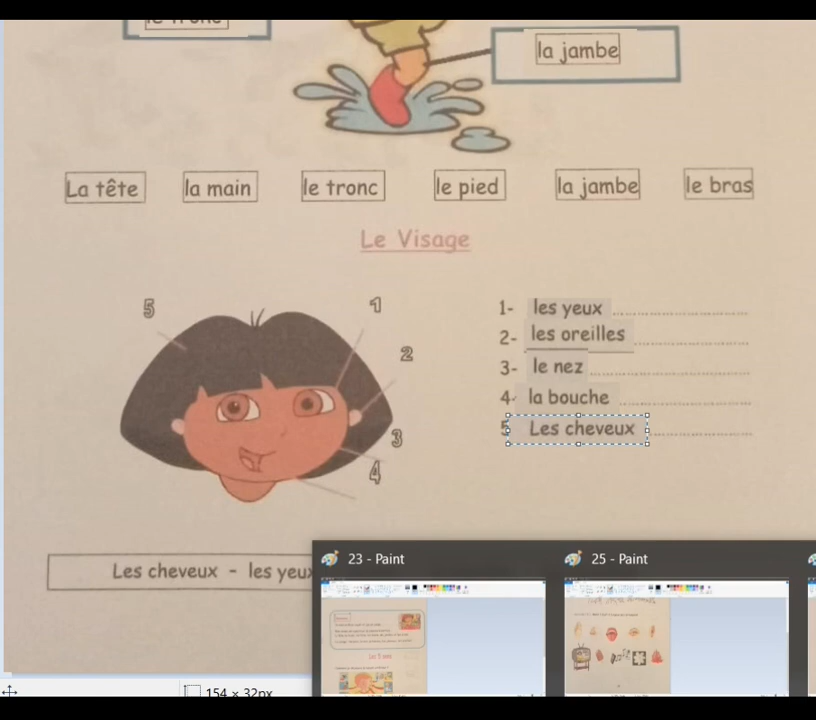 le tronc
la jambe
La tête la main le tronc le pied la jambe le bras
Le Visage
5 1
2
3
4
1- les yeux
2- les oreilles
3- le nez
4- la bouche
5 Les cheveux
Les cheveux - les yeux
23 - Paint
25 - Paint
154 × 32px